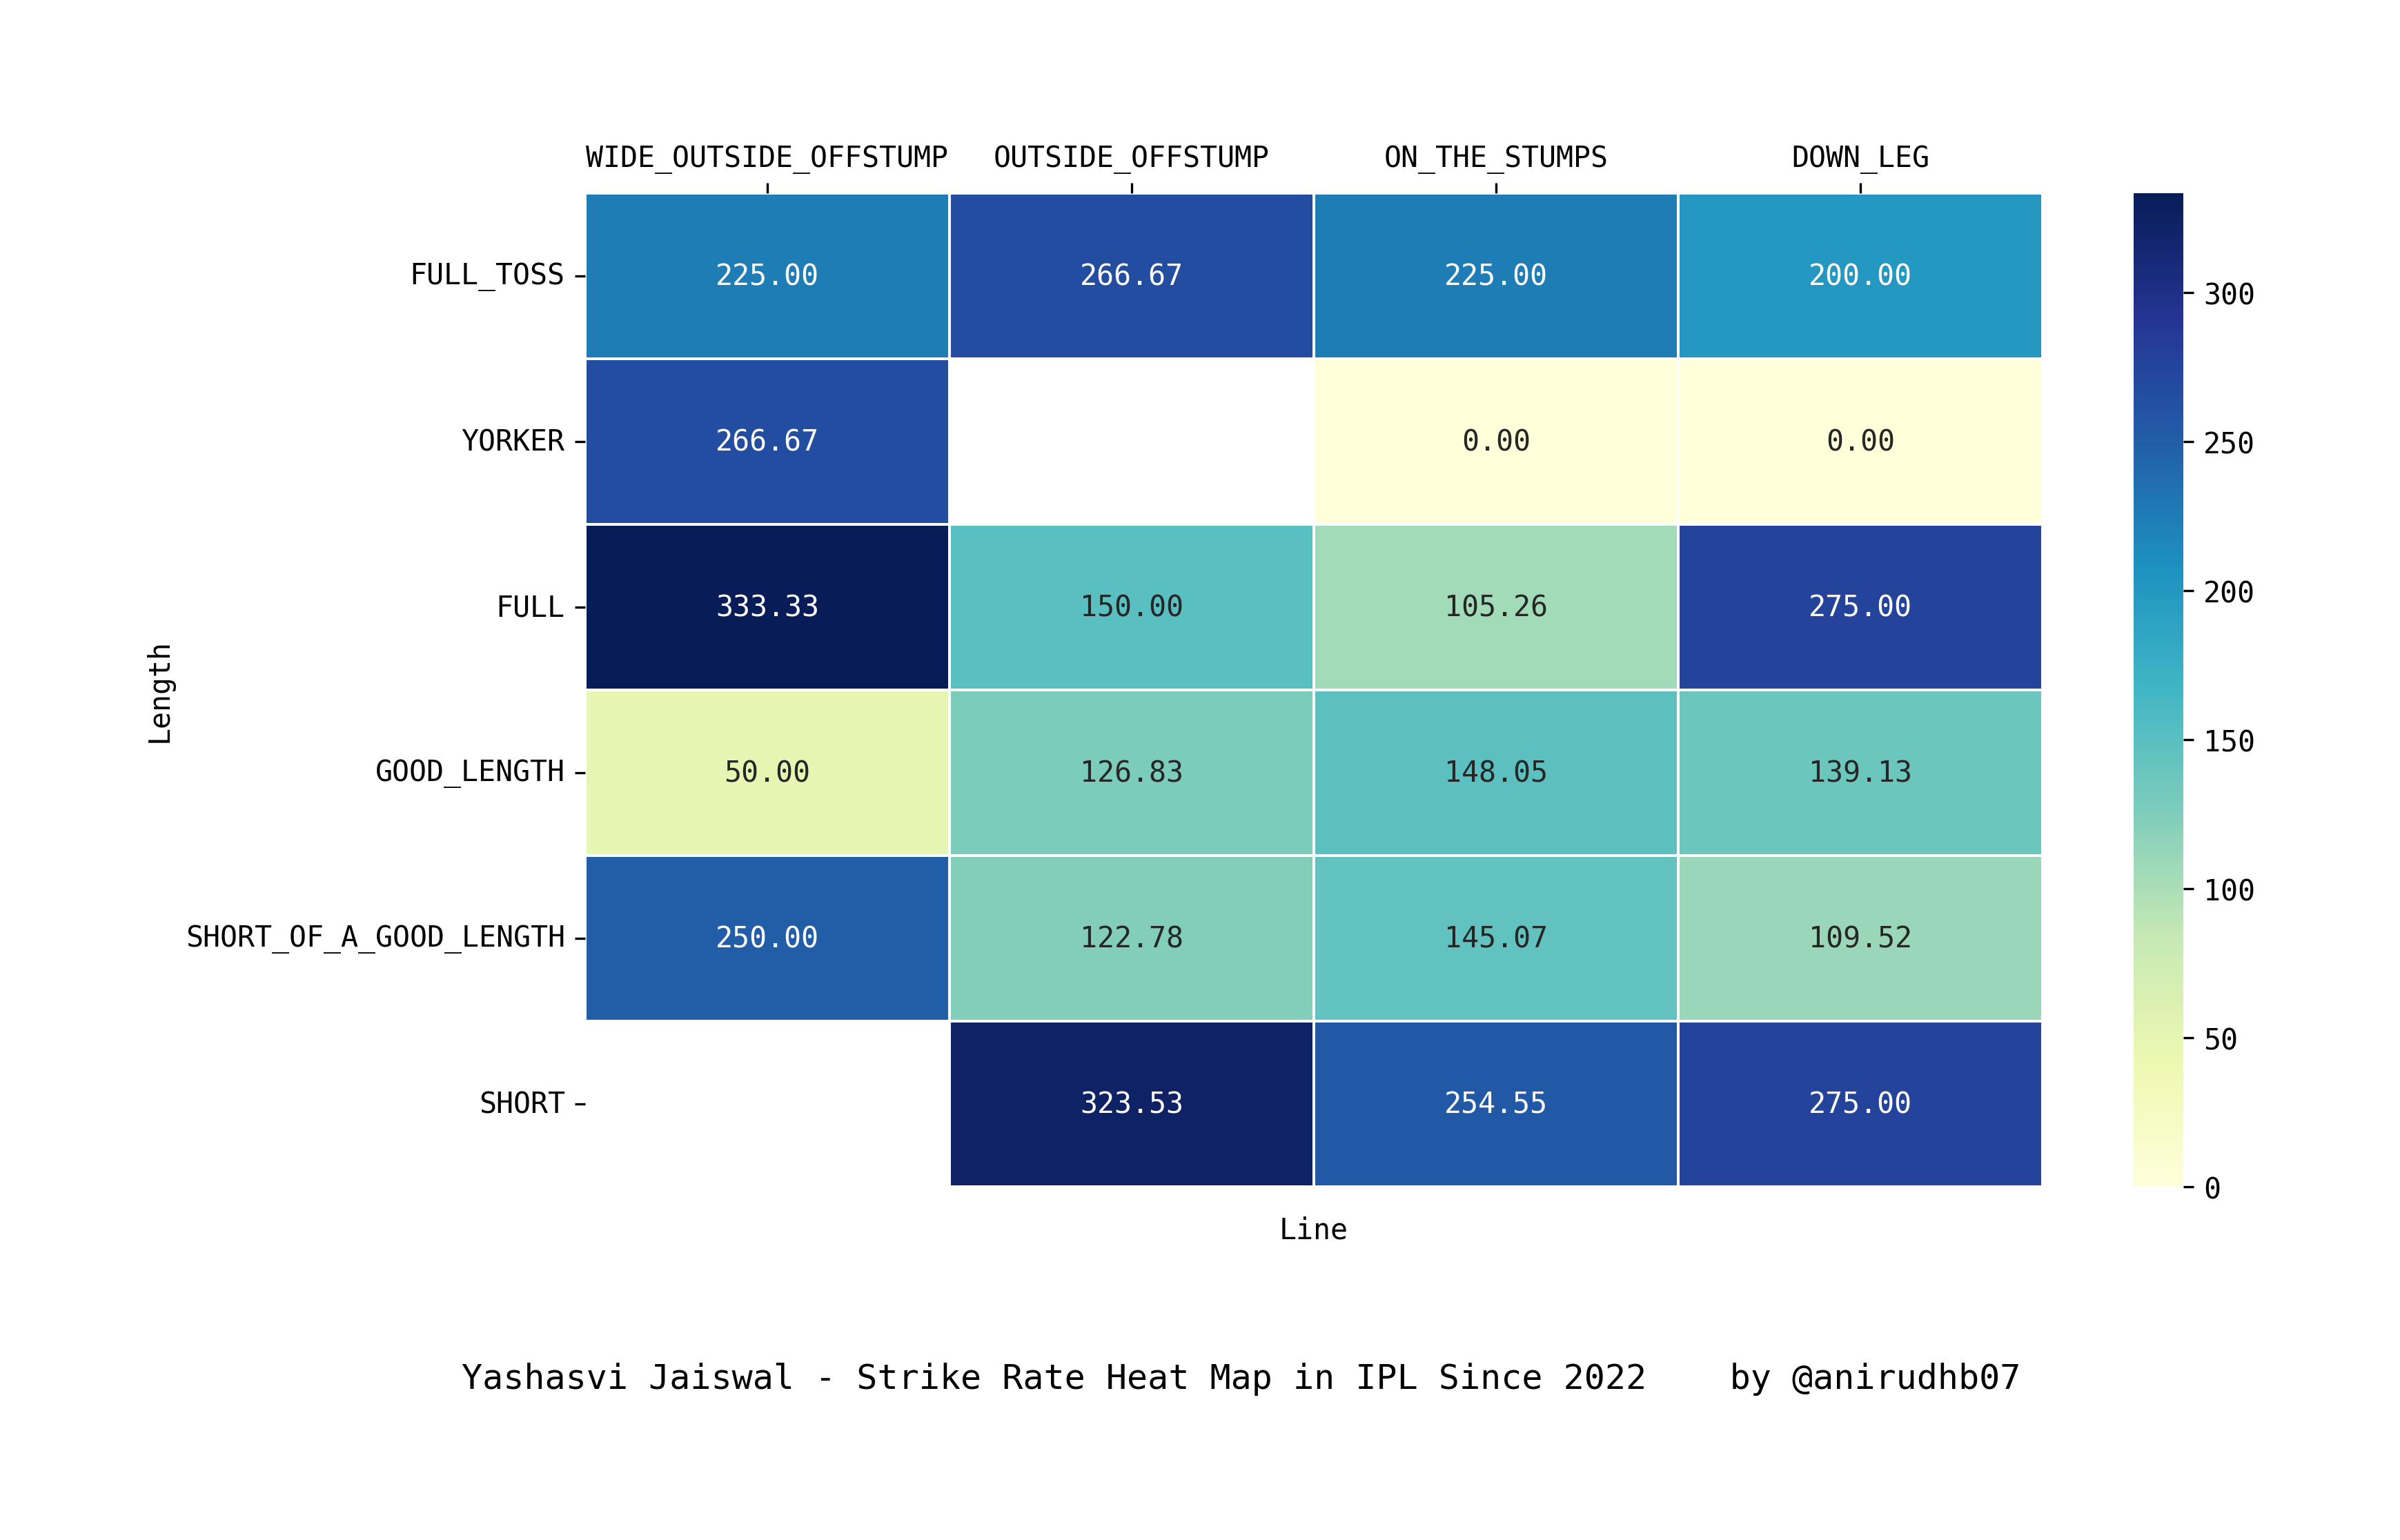 WIDE_OUTSIDE_OFFSTUMP OUTSIDE_OFFSTUMP ON_THE_STUMPS DOWN_LEG
FULL_TOSS 225.00 266.67 225.00 200.00
YORKER 266.67 0.00 0.00
FULL 333.33 150.00 105.26 275.00
GOOD_LENGTH 50.00 126.83 148.05 139.13
SHORT_OF_A_GOOD_LENGTH 250.00 122.78 145.07 109.52
SHORT 323.53 254.55 275.00
Length
Line
300
250
200
150
100
50
0
Yashasvi Jaiswal - Strike Rate Heat Map in IPL Since 2022 by @anirudhb07